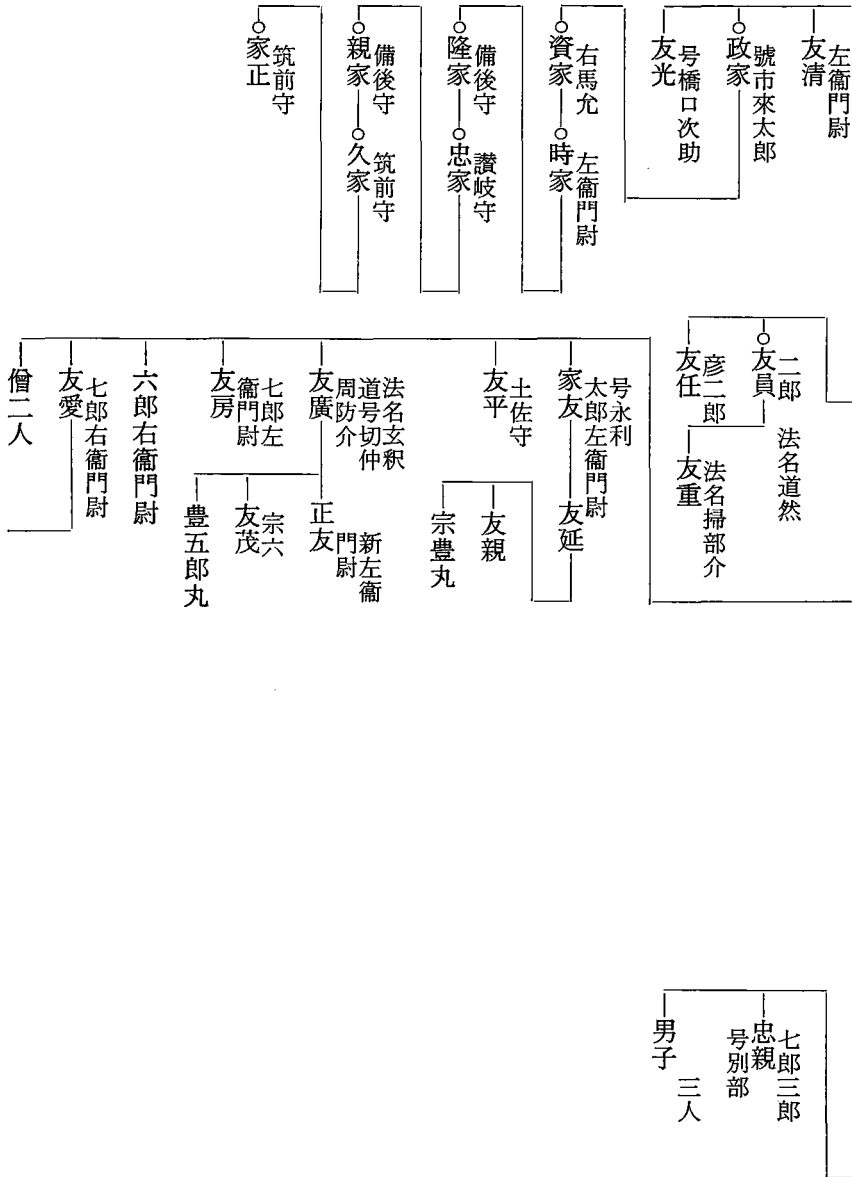 左衞門尉
友清
號市來太郎
○政家
号橋口次助
友光
右馬允
○資家
左衞門尉
○時家
備後守
○隆家
讃岐守
○忠家
備後守
○親家
筑前守
○久家
筑前守
○家正
二郎 法名道然
○友員
法名掃部介
友重
彦二郎
友任
号永利
太郎左衞門尉
家友
友延
友親
宗豊丸
土佐守
友平
法名玄釈
道号切仲
周防介
友廣
新左衞
門尉
正友
宗六
友茂
豊五郎丸
七郎左
衞門尉
友房
六郎右衞門尉
七郎右衞門尉
友愛
僧二人
七郎三郎
忠親
号別部
男子 三人